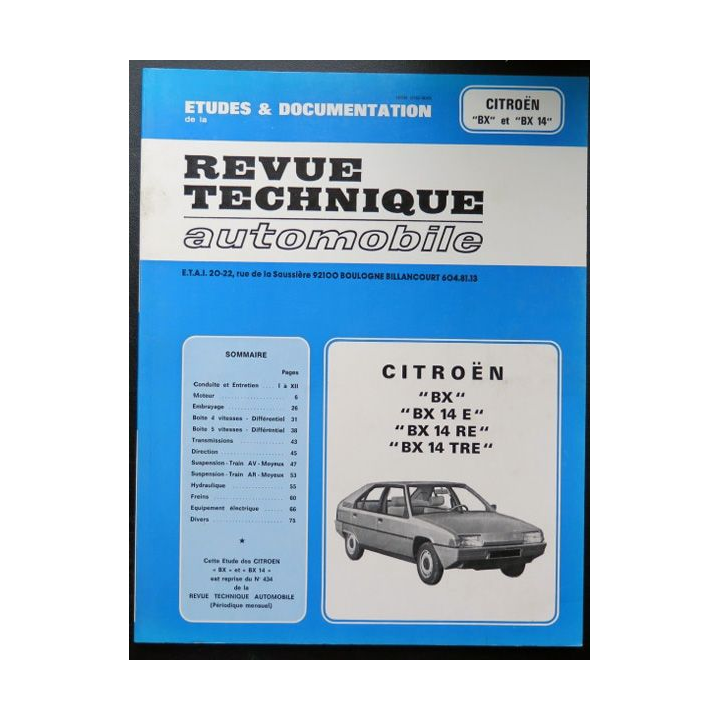 ETUDES & DOCUMENTATION
de la
CITROËN
"BX" et "BX 14"
REVUE
TECHNIQUE
automobile
E.T.A.I. 20-22, rue de la Saussière 92100 BOULOGNE BILLANCOURT 604.81.13
SOMMAIRE
Pages
Conduite et Entretien .... I à XII
Moteur .................... 6
Embrayage ................. 26
Boite 4 vitesses - Différentiel 31
Boite 5 vitesses - Différentiel 38
Transmissions ............. 43
Direction ................. 45
Suspension - Train AV - Moyeux 47
Suspension - Train AR - Moyeux 53
Hydraulique ............... 55
Freins .................... 60
Equipement électrique ...... 66
Divers .................... 75
★
Cette Etude des CITROEN
« BX » et « BX 14 »
est reprise du N° 434
de la
REVUE TECHNIQUE AUTOMOBILE
(Périodique mensuel)
CITROËN
"BX"
"BX 14 E"
"BX 14 RE"
"BX 14 TRE"